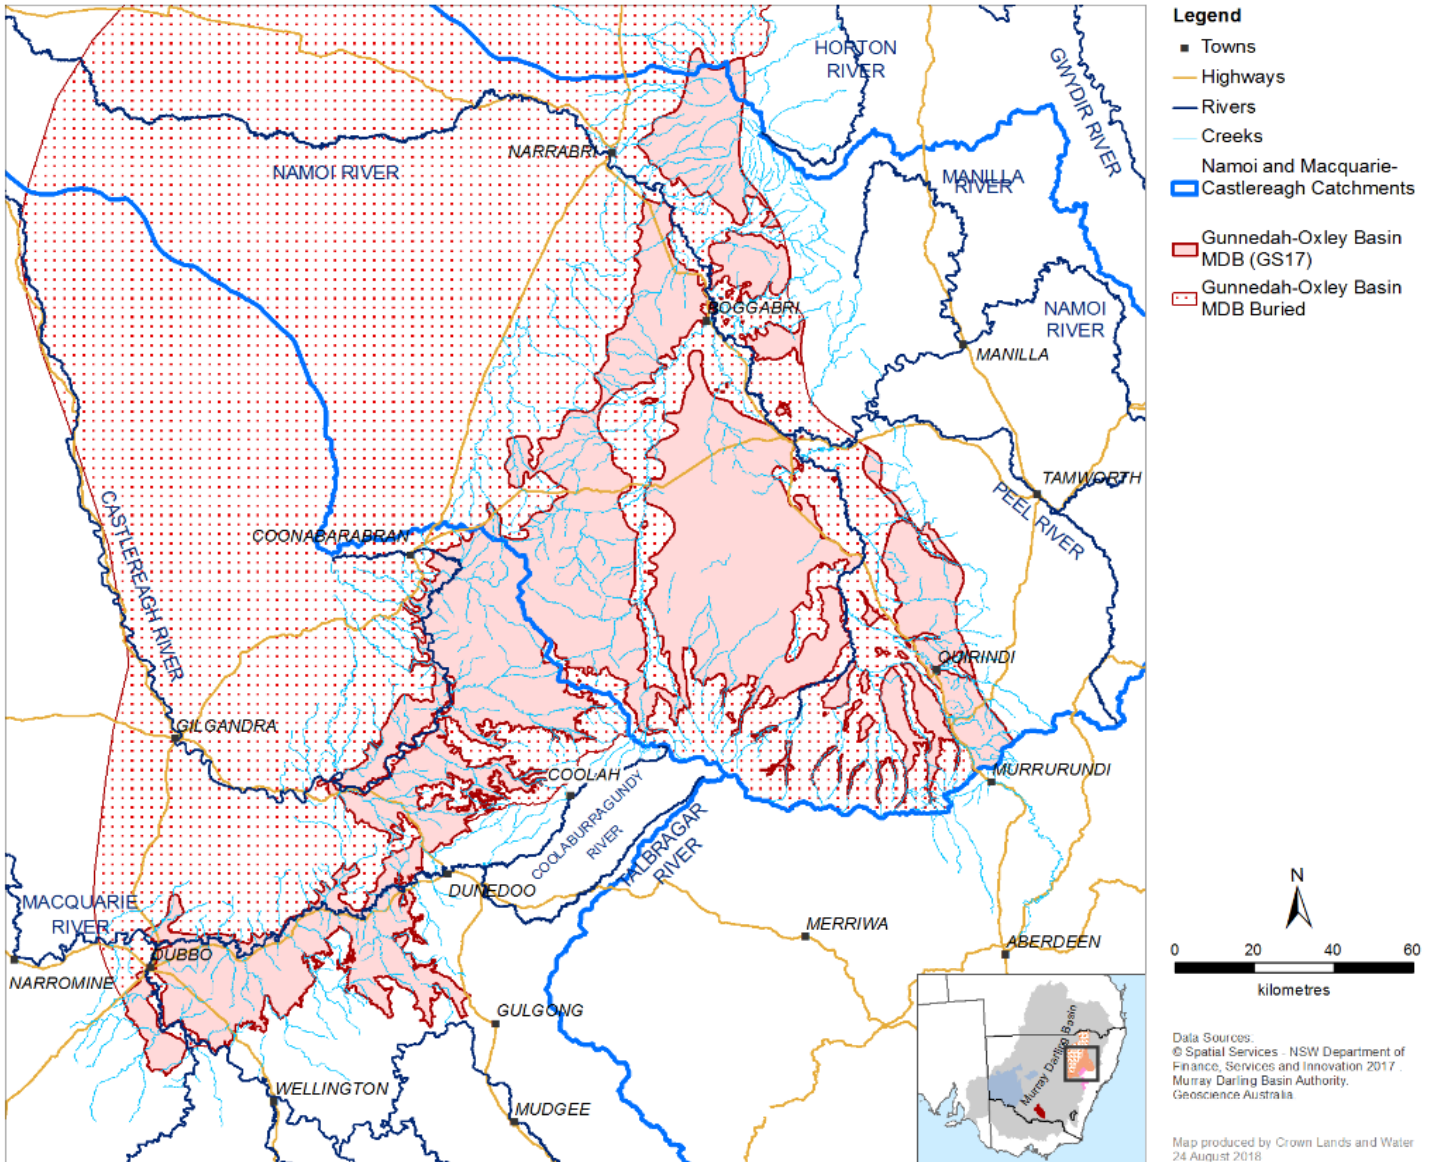 HORTON
RIVER
GWYDIR RIVER
NARRABRI
NAMOI RIVER
MANILLA
RIVER
BOGGABRI
NAMOI
RIVER
MANILLA
TAMWORTH
PEEL RIVER
COONABARABRAN
CASTLEREAGH RIVER
QUIRINDI
GILGANDRA
COOLAH
MURRURUNDI
COOLABURRAGUNDY
RIVER
TALBRAGAR
RIVER
DUNEDOO
MACQUARIE
RIVER
MERRIWA
ABERDEEN
DUBBO
NARROMINE
GULGONG
WELLINGTON
MUDGEE
Murray Darling Basin
Legend
Towns
Highways
Rivers
Creeks
Namoi and Macquarie-
Castlereagh Catchments
Gunnedah-Oxley Basin
MDB (GS17)
Gunnedah-Oxley Basin
MDB Buried
N
0 20 40 60
kilometres
Data Sources:
© Spatial Services - NSW Department of
Finance, Services and Innovation 2017 .
Murray Darling Basin Authority.
Geoscience Australia
Map produced by Crown Lands and Water
24 August 2018